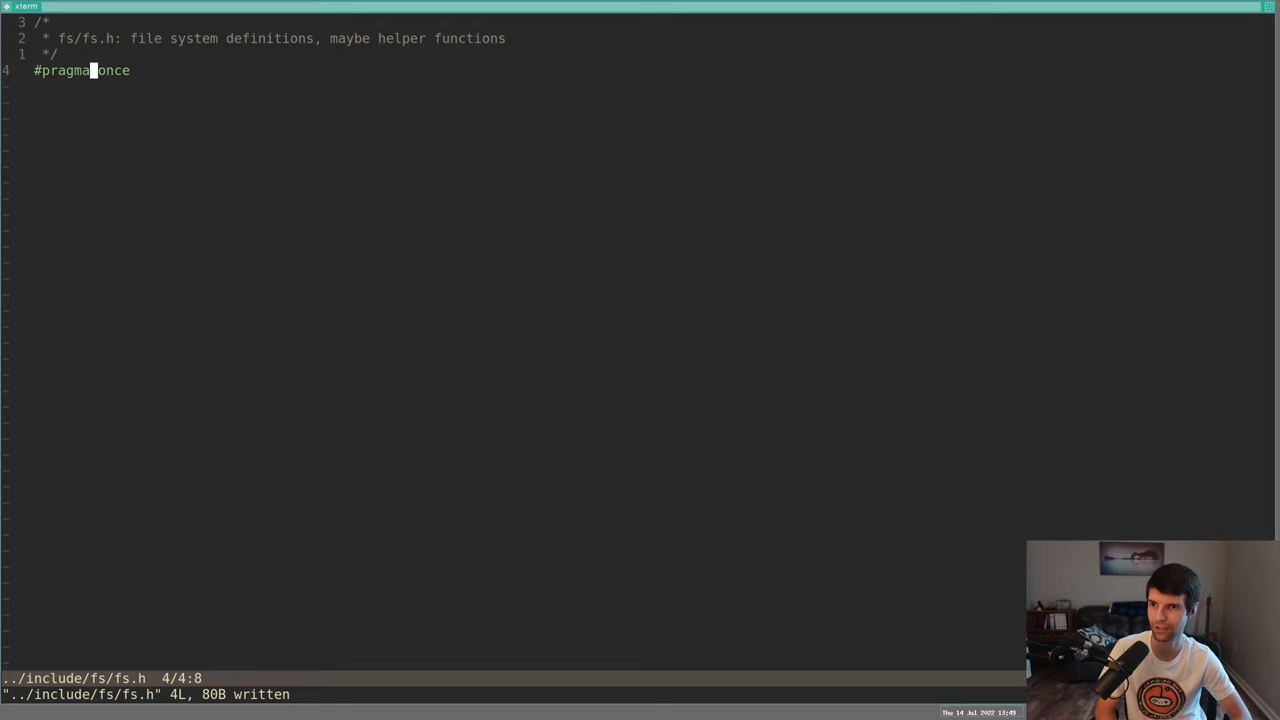 xterm
3 /*
2  * fs/fs.h: file system definitions, maybe helper functions
1  */
4 #pragma once
../include/fs/fs.h 4/4:8
"../include/fs/fs.h" 4L, 80B written
Thu 14 Jul 2022 13:49